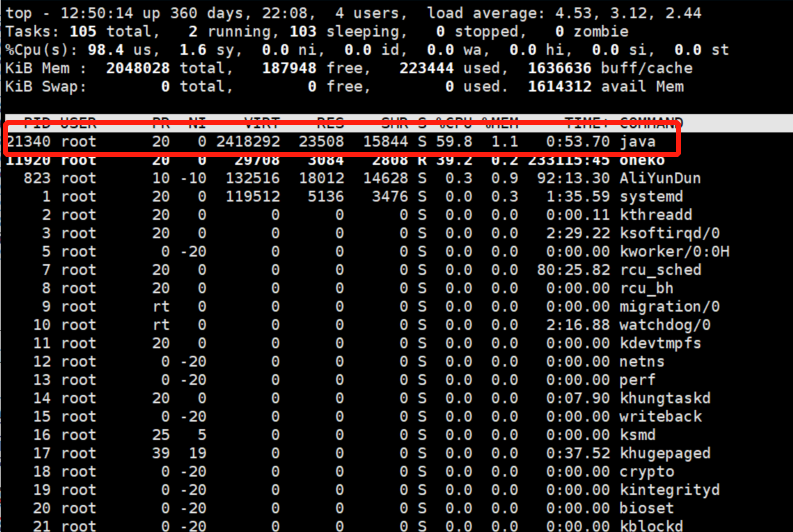 top - 12:50:14 up 360 days, 22:08,  4 users,  load average: 4.53, 3.12, 2.44
Tasks: 105 total,   2 running, 103 sleeping,   0 stopped,   0 zombie
%Cpu(s): 98.4 us,  1.6 sy,  0.0 ni,  0.0 id,  0.0 wa,  0.0 hi,  0.0 si,  0.0 st
KiB Mem :  2048028 total,   187948 free,   223444 used,  1636636 buff/cache
KiB Swap:        0 total,        0 free,        0 used.  1614312 avail Mem
PID USER PR NI VIRT RES SHR S %CPU %MEM TIME+ COMMAND
21340 root 20 0 2418292 23508 15844 S 59.8 1.1 0:53.70 java
11920 root 20 0 29708 3084 2808 R 39.2 0.2 233115:45 oneko
823 root 10 -10 132516 18012 14628 S 0.3 0.9 92:13.30 AliYunDun
1 root 20 0 119512 5136 3476 S 0.0 0.3 1:35.59 systemd
2 root 20 0 0 0 0 S 0.0 0.0 0:00.11 kthreadd
3 root 20 0 0 0 0 S 0.0 0.0 2:29.22 ksoftirqd/0
5 root 0 -20 0 0 0 S 0.0 0.0 0:00.00 kworker/0:0H
7 root 20 0 0 0 0 S 0.0 0.0 80:25.82 rcu_sched
8 root 20 0 0 0 0 S 0.0 0.0 0:00.00 rcu_bh
9 root rt 0 0 0 0 S 0.0 0.0 0:00.00 migration/0
10 root rt 0 0 0 0 S 0.0 0.0 2:16.88 watchdog/0
11 root 20 0 0 0 0 S 0.0 0.0 0:00.00 kdevtmpfs
12 root 0 -20 0 0 0 S 0.0 0.0 0:00.00 netns
13 root 0 -20 0 0 0 S 0.0 0.0 0:00.00 perf
14 root 20 0 0 0 0 S 0.0 0.0 0:07.90 khungtaskd
15 root 0 -20 0 0 0 S 0.0 0.0 0:00.00 writeback
16 root 25 5 0 0 0 S 0.0 0.0 0:00.00 ksmd
17 root 39 19 0 0 0 S 0.0 0.0 0:37.52 khugepaged
18 root 0 -20 0 0 0 S 0.0 0.0 0:00.00 crypto
19 root 0 -20 0 0 0 S 0.0 0.0 0:00.00 kintegrityd
20 root 0 -20 0 0 0 S 0.0 0.0 0:00.00 bioset
21 root 0 -20 0 0 0 S 0.0 0.0 0:00.00 kblockd